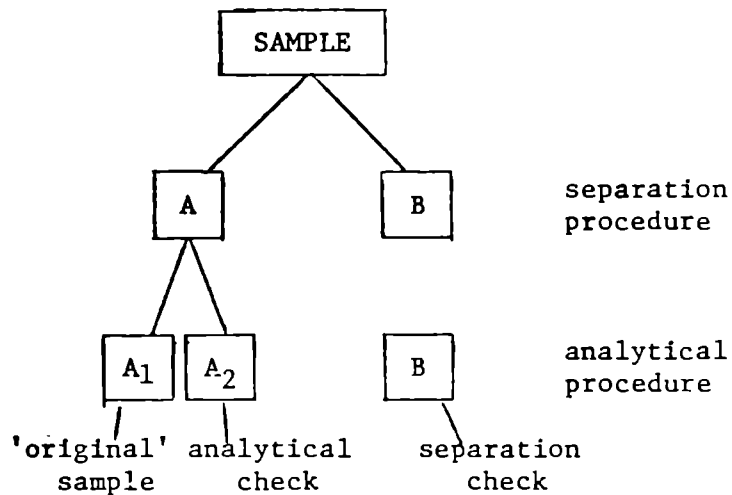 SAMPLE
A
B
separation
procedure
A1
A2
B
analytical
procedure
'original'
sample
analytical
check
separation
check